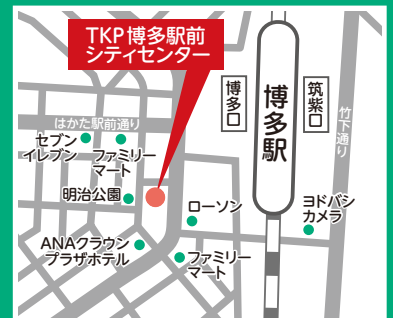 TKP博多駅前
シティセンター
博多口
博多駅
筑紫口
竹下通り
はかた駅前通り
セブン
イレブン
ファミリー
マート
明治公園
ローソン
ヨドバシ
カメラ
ANAクラウン
プラザホテル
ファミリー
マート